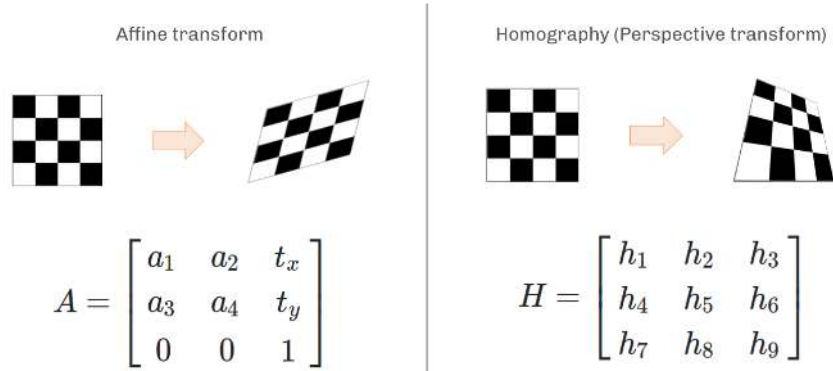 Affine transform
A = [ a₁ a₂ tₓ
a₃ a₄ t_y
0 0 1 ]
Homography (Perspective transform)
H = [ h₁ h₂ h₃
h₄ h₅ h₆
h₇ h₈ h₉ ]